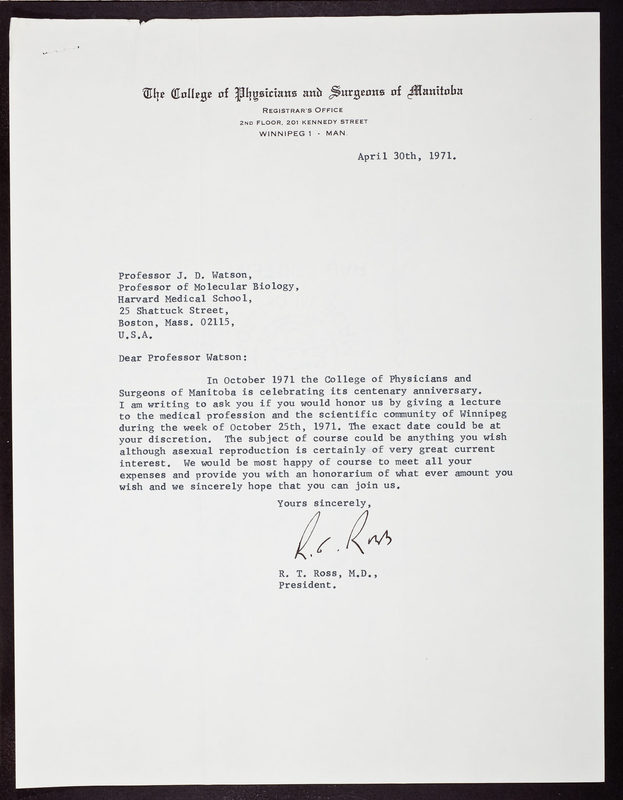 The College of Physicians and Surgeons of Manitoba
REGISTRAR'S OFFICE
2ND FLOOR, 201 KENNEDY STREET
WINNIPEG 1 · MAN.
April 30th, 1971.
Professor J. D. Watson,
Professor of Molecular Biology,
Harvard Medical School,
25 Shattuck Street,
Boston, Mass. 02115,
U.S.A.
Dear Professor Watson:
In October 1971 the College of Physicians and
Surgeons of Manitoba is celebrating its centenary anniversary.
I am writing to ask you if you would honor us by giving a lecture
to the medical profession and the scientific community of Winnipeg
during the week of October 25th, 1971. The exact date could be at
your discretion. The subject of course could be anything you wish
although asexual reproduction is certainly of very great current
interest. We would be most happy of course to meet all your
expenses and provide you with an honorarium of what ever amount you
wish and we sincerely hope that you can join us.
Yours sincerely,
R. T. Ross
R. T. Ross, M.D.,
President.